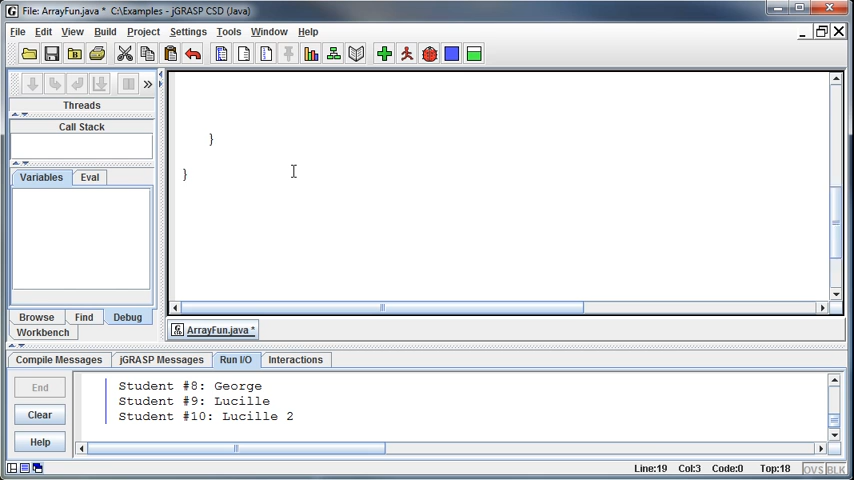 File: ArrayFun.java * C:\Examples - jGRASP CSD (Java)
File Edit View Build Project Settings Tools Window Help
»
Threads
Call Stack
Variables Eval
Browse Find Debug
Workbench
}
}
ArrayFun.java *
Compile Messages jGRASP Messages Run I/O Interactions
End
Clear
Help
Student #8: George
Student #9: Lucille
Student #10: Lucille 2
Line:19 Col:3 Code:0 Top:18 OVS BLK